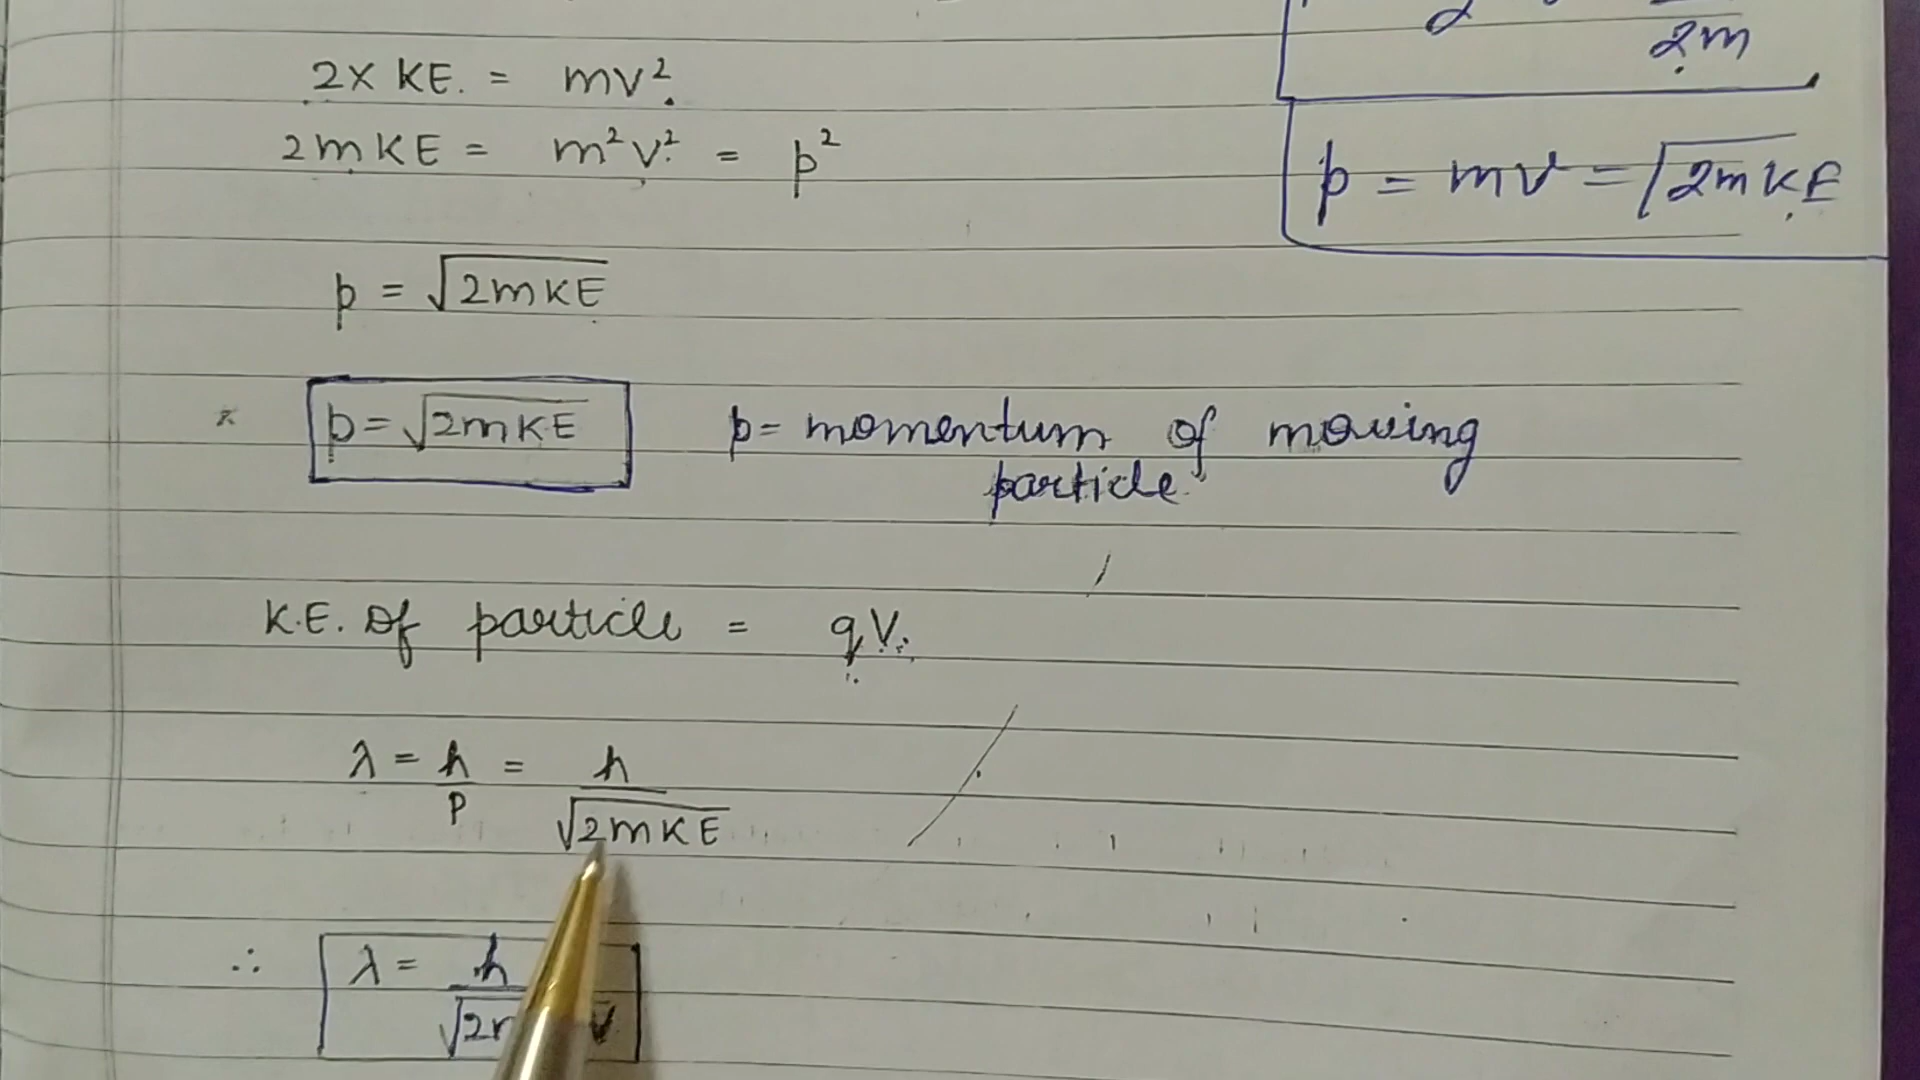 2m
2x KE. = mv²
2mKE = m²v² = p²
p = mv = √2mKE
p = √2mKE
p = √2mKE p = momentum of moving
particle
K.E. Of particle = qV.
λ = h/p = h/√2mKE
∴ λ = h
√2 V